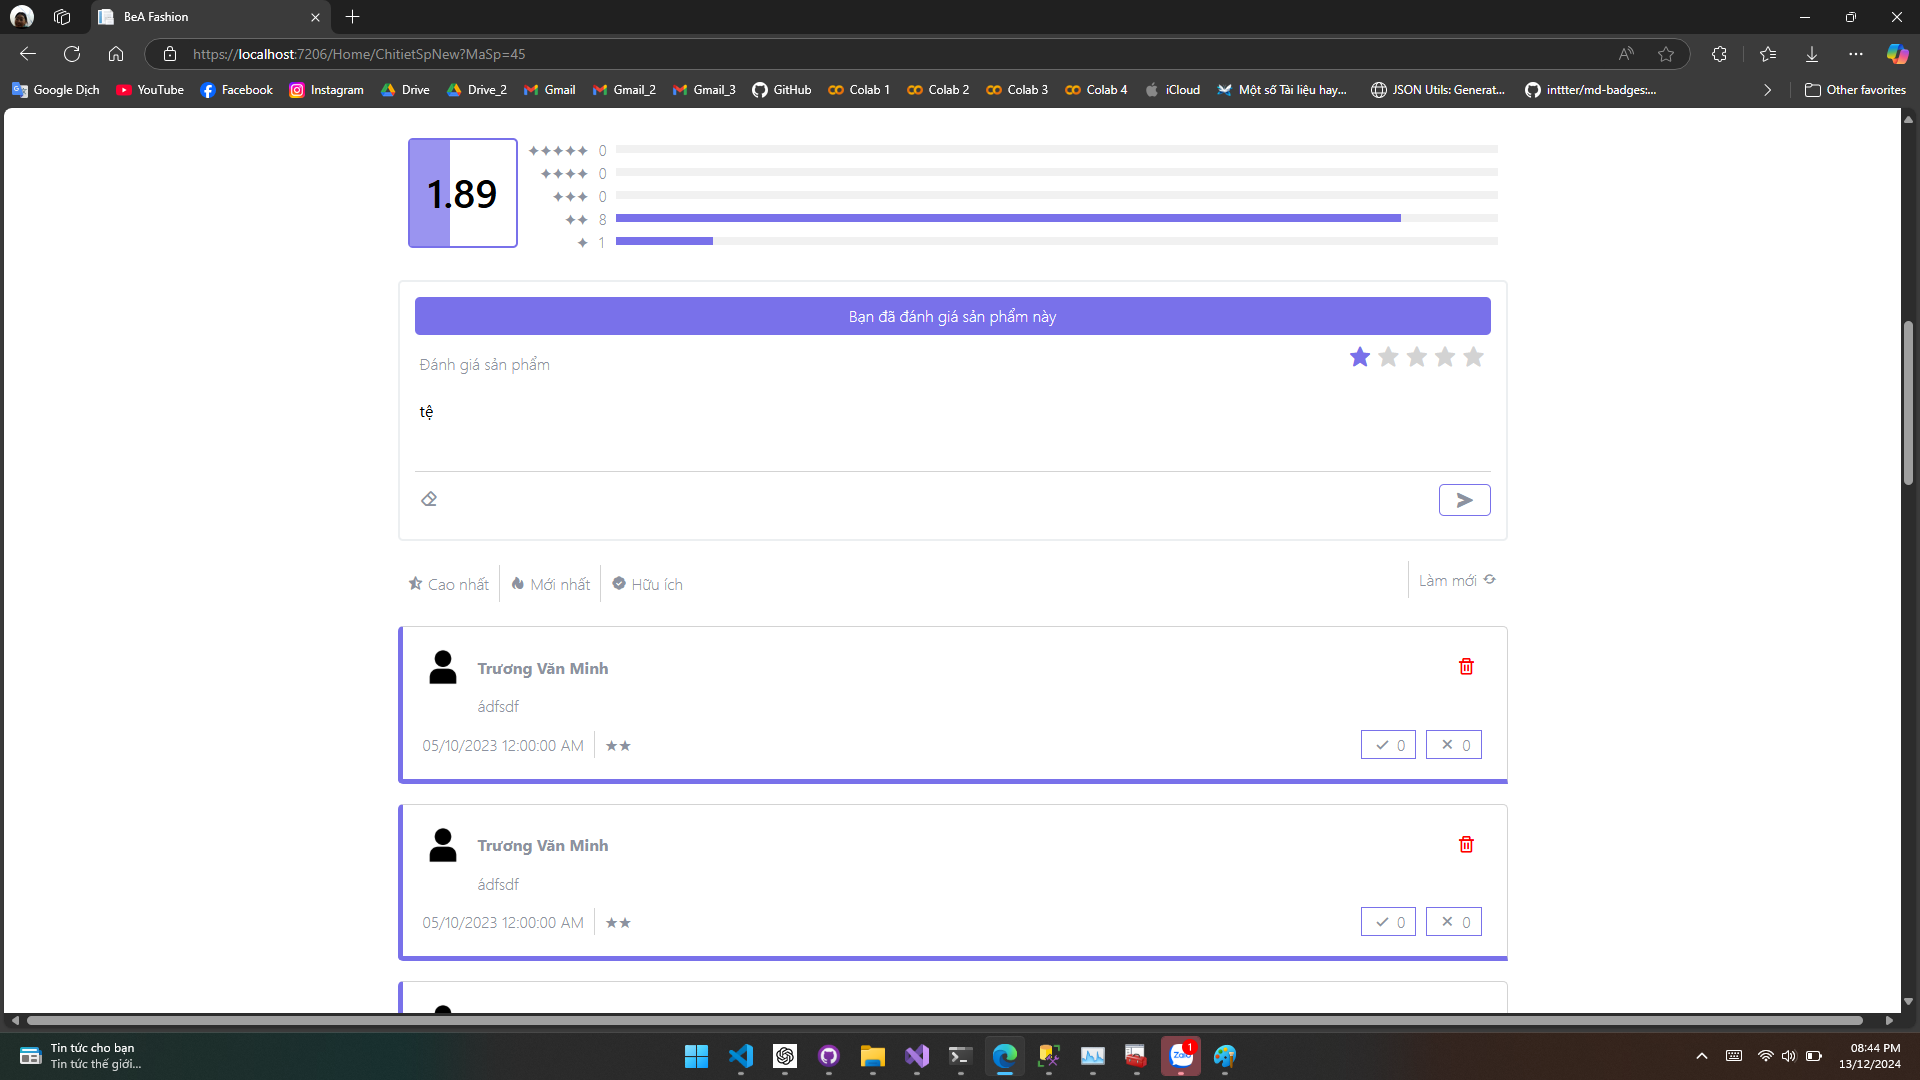 BeA Fashion
https://localhost:7206/Home/ChitietSpNew?MaSp=45
Google Dịch
YouTube
Facebook
Instagram
Drive
Drive_2
Gmail
Gmail_2
Gmail_3
GitHub
Colab 1
Colab 2
Colab 3
Colab 4
iCloud
Một số Tài liệu hay...
JSON Utils: Generat...
inttter/md-badges:...
Other favorites
1.89
0
0
0
8
1
Bạn đã đánh giá sản phẩm này
Đánh giá sản phẩm
tệ
Cao nhất
Mới nhất
Hữu ích
Làm mới
Trương Văn Minh
ádfsdf
05/10/2023 12:00:00 AM
0
0
Trương Văn Minh
ádfsdf
05/10/2023 12:00:00 AM
0
0
Tin tức cho bạn
Tin tức thế giới...
Zalo
1
08:44 PM
13/12/2024